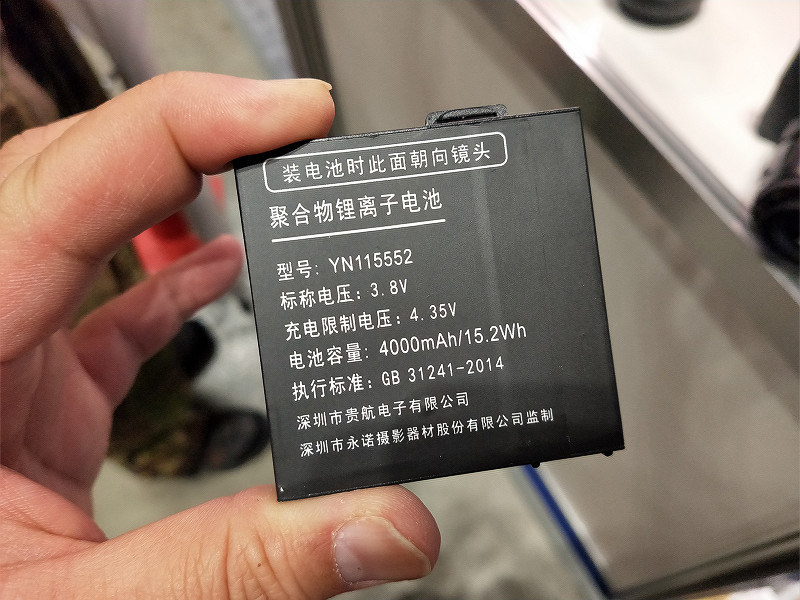 装电池时此面朝向镜头
聚合物锂离子电池
型号: YN115552
标称电压: 3.8V
充电限制电压: 4.35V
电池容量: 4000mAh/15.2Wh
执行标准: GB 31241-2014
深圳市贵航电子有限公司
深圳市永诺摄影器材股份有限公司监制